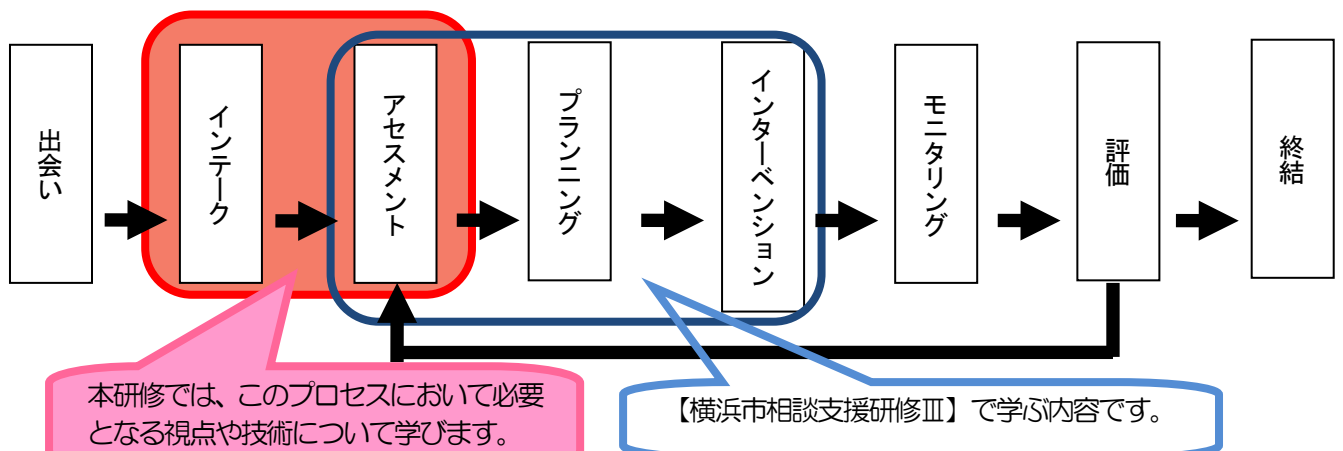 出会い
インテーク
アセスメント
プランニング
インターベンション
モニタリング
評価
終結
本研修では、このプロセスにおいて必要
となる視点や技術について学びます。
【横浜市相談支援研修Ⅲ】で学ぶ内容です。